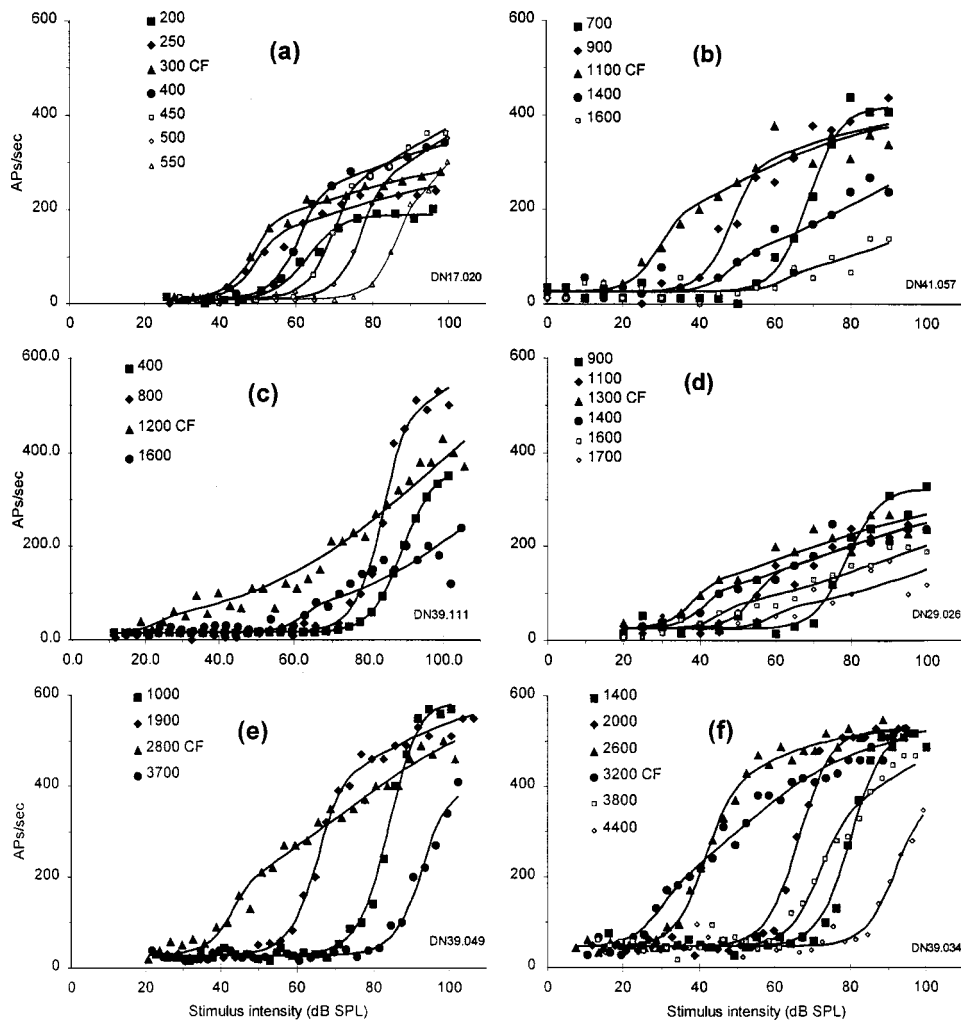 (a)
600
400
200
0
APs/sec
200
250
300 CF
400
450
500
550
DN17.020
0 20 40 60 80 100
(b)
600
400
200
0
700
900
1100 CF
1400
1600
DN41.057
0 20 40 60 80 100
(c)
600.0
400.0
200.0
0.0
APs/sec
400
800
1200 CF
1600
DN39.111
0.0 20.0 40.0 60.0 80.0 100.0
(d)
600
400
200
0
900
1100
1300 CF
1400
1600
1700
DN29.026
0 20 40 60 80 100
(e)
600
400
200
0
APs/sec
1000
1900
2800 CF
3700
DN39.049
0 20 40 60 80 100
Stimulus intensity (dB SPL)
(f)
600
400
200
0
1400
2000
2600
3200 CF
3800
4400
DN39.034
0 20 40 60 80 100
Stimulus intensity (dB SPL)